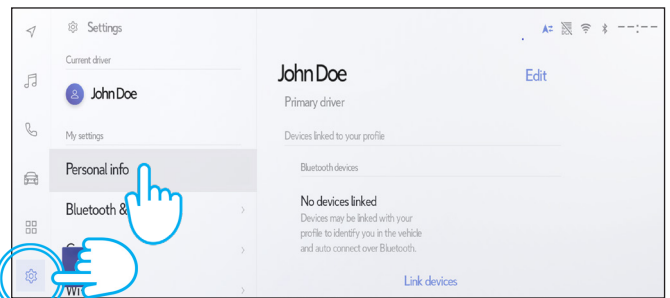 Settings
Current driver
John Doe
My settings
Personal info
Bluetooth &
John Doe
Edit
Primary driver
Devices linked to your profile
Bluetooth devices
No devices linked
Devices may be linked with your
profile to identify you in the vehicle
and auto connect over Bluetooth.
Link devices
--:--